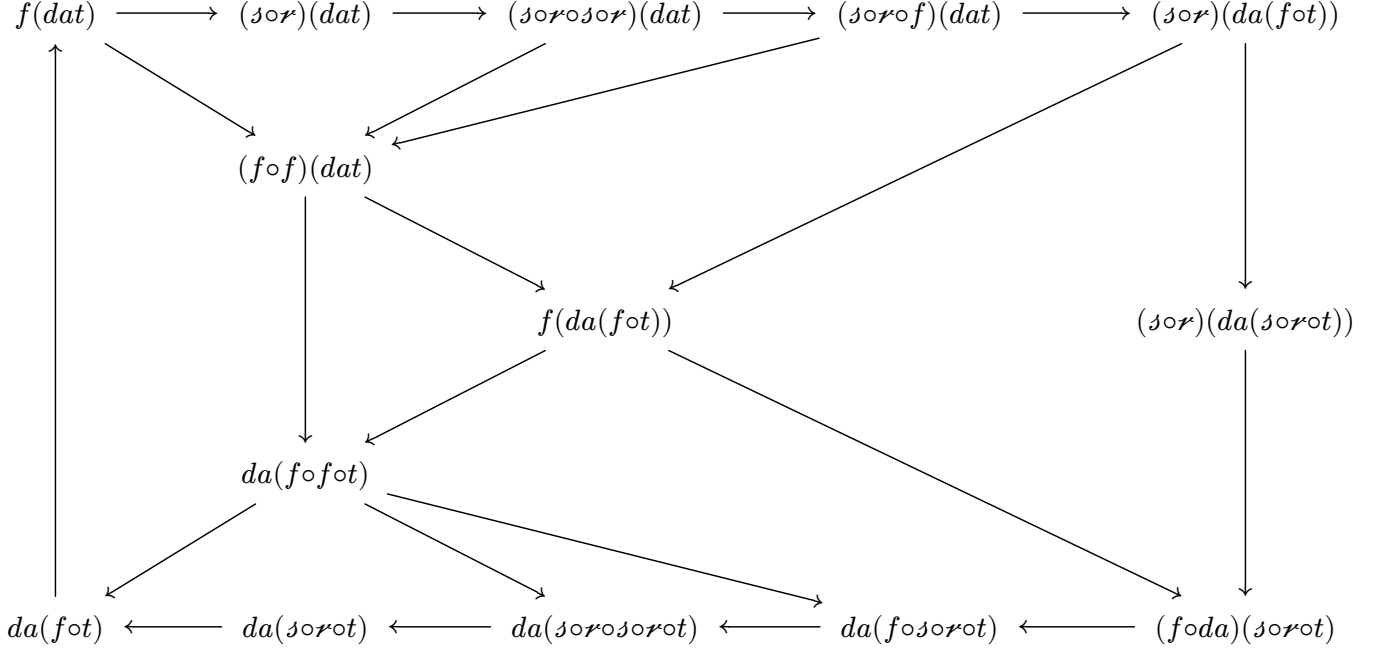 f(dat) (𝓈∘𝓇)(dat) (𝓈∘𝓇∘𝓈∘𝓇)(dat) (𝓈∘𝓇∘f)(dat) (𝓈∘𝓇)(da(f∘t))
(f∘f)(dat)
f(da(f∘t)) (𝓈∘𝓇)(da(𝓈∘𝓇∘t))
da(f∘f∘t)
da(f∘t) da(𝓈∘𝓇∘t) da(𝓈∘𝓇∘𝓈∘𝓇∘t) da(f∘𝓈∘𝓇∘t) (f∘da)(𝓈∘𝓇∘t)